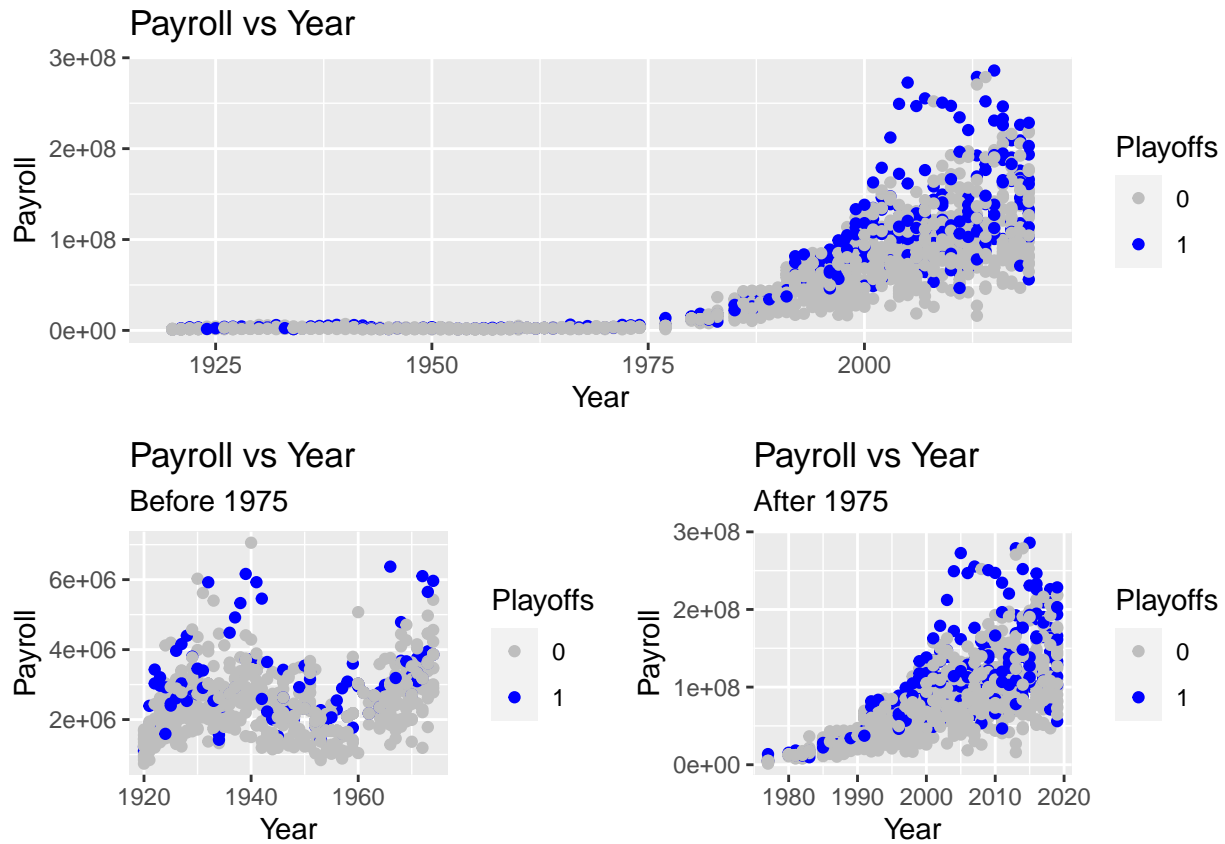 Payroll vs Year
3e+08
2e+08
1e+08
0e+00
Payroll
1925 1950 1975 2000
Year
Playoffs
0
1
Payroll vs Year
Before 1975
6e+06
4e+06
2e+06
Payroll
1920 1940 1960
Year
Playoffs
0
1
Payroll vs Year
After 1975
3e+08
2e+08
1e+08
0e+00
Payroll
1980 1990 2000 2010 2020
Year
Playoffs
0
1